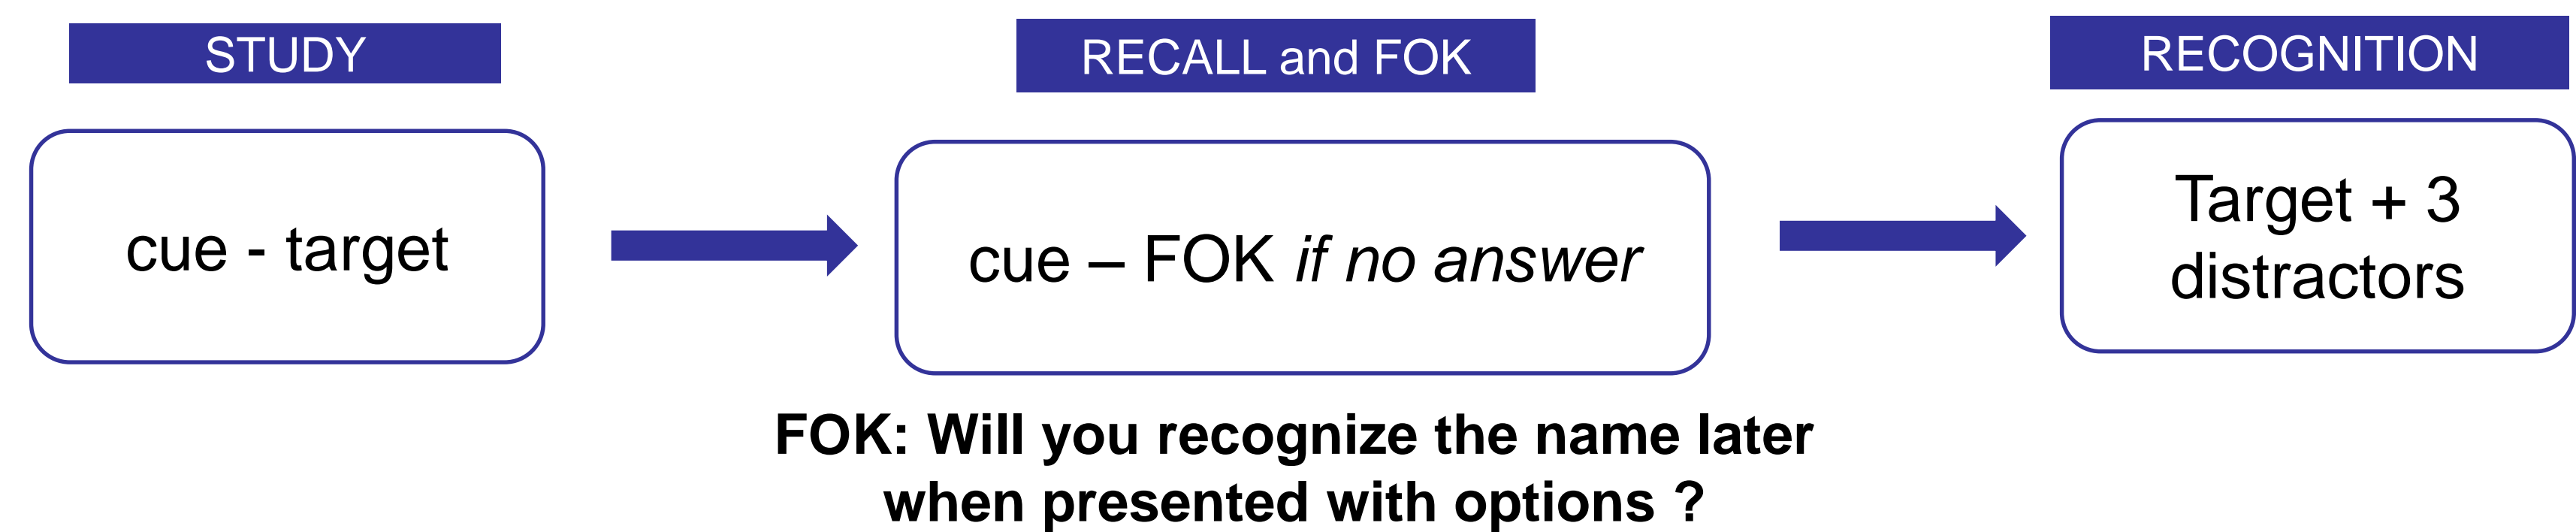 STUDY
cue - target
RECALL and FOK
cue – FOK if no answer
FOK: Will you recognize the name later
when presented with options ?
RECOGNITION
Target + 3
distractors